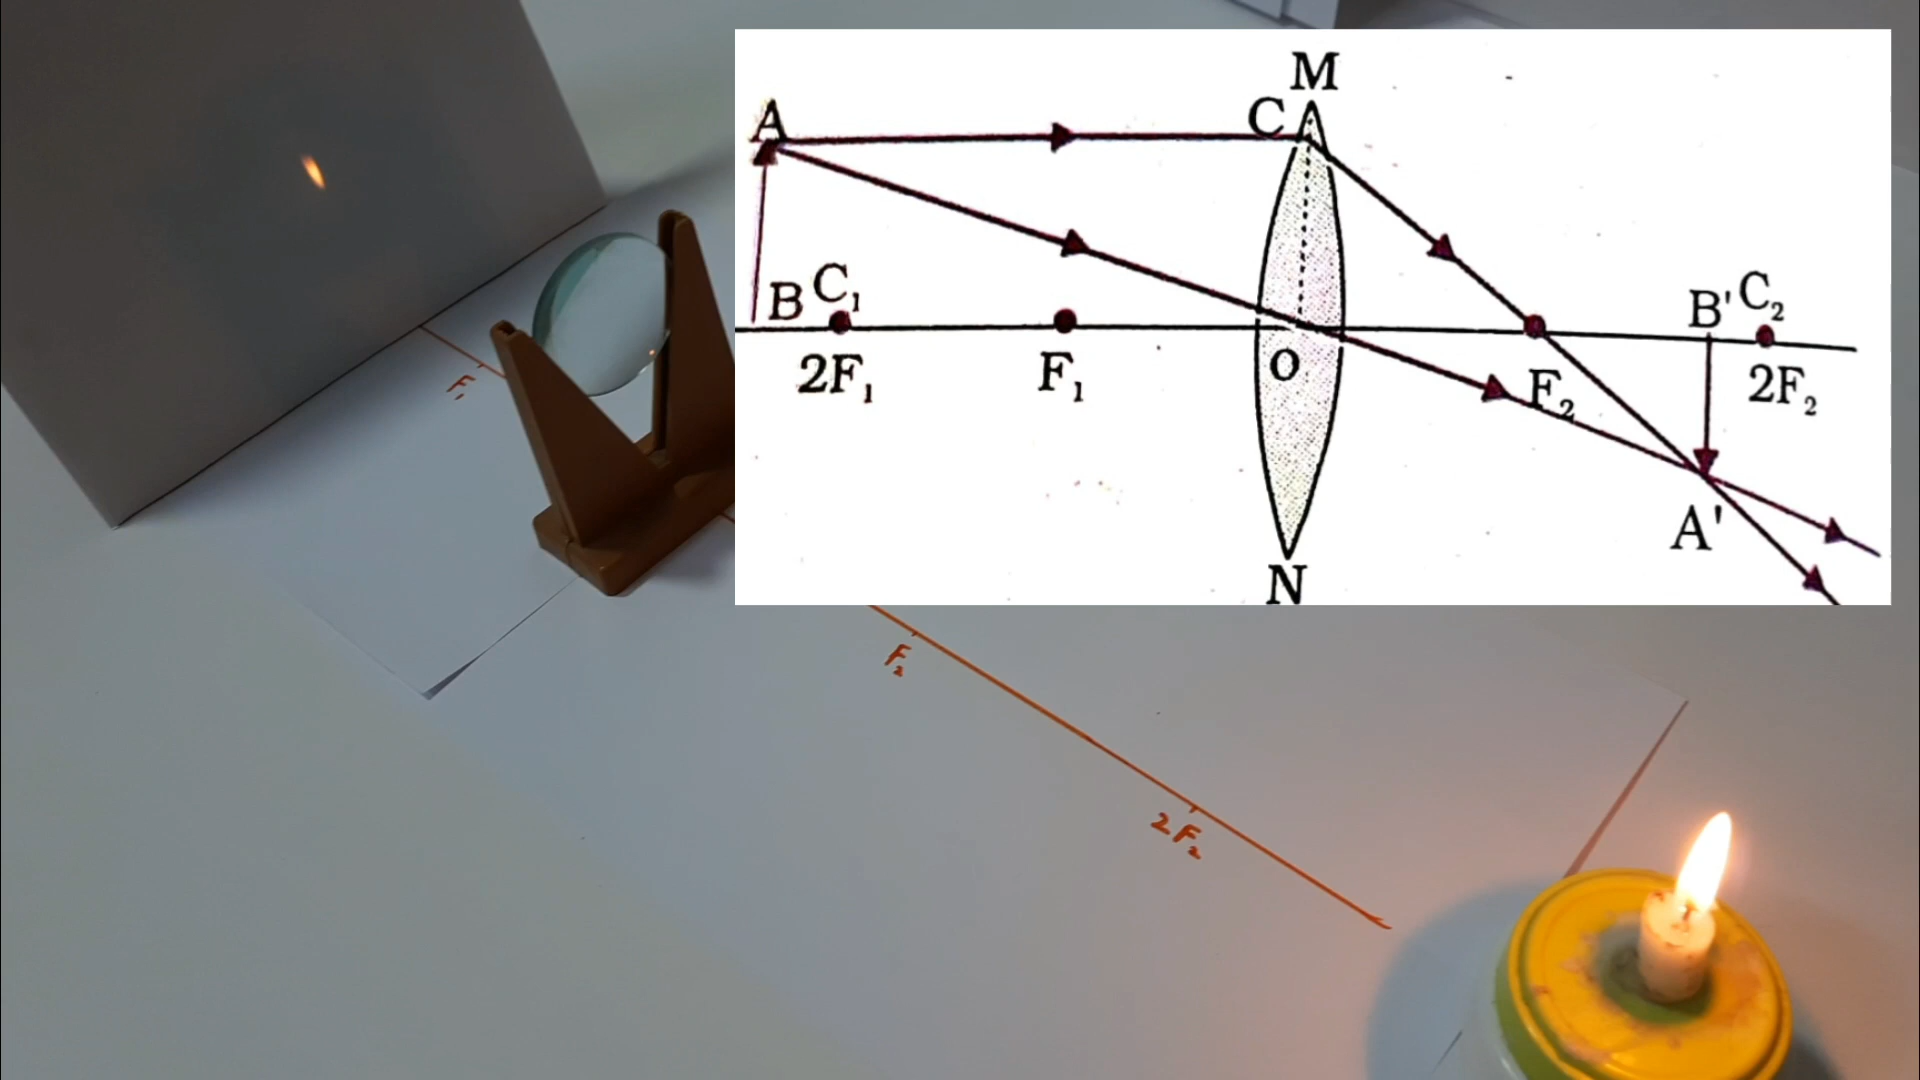 M
A C
B C₁ B' C₂
2F₁ F₁ O F₂ 2F₂
A'
N
F₁
F₂
2F₂